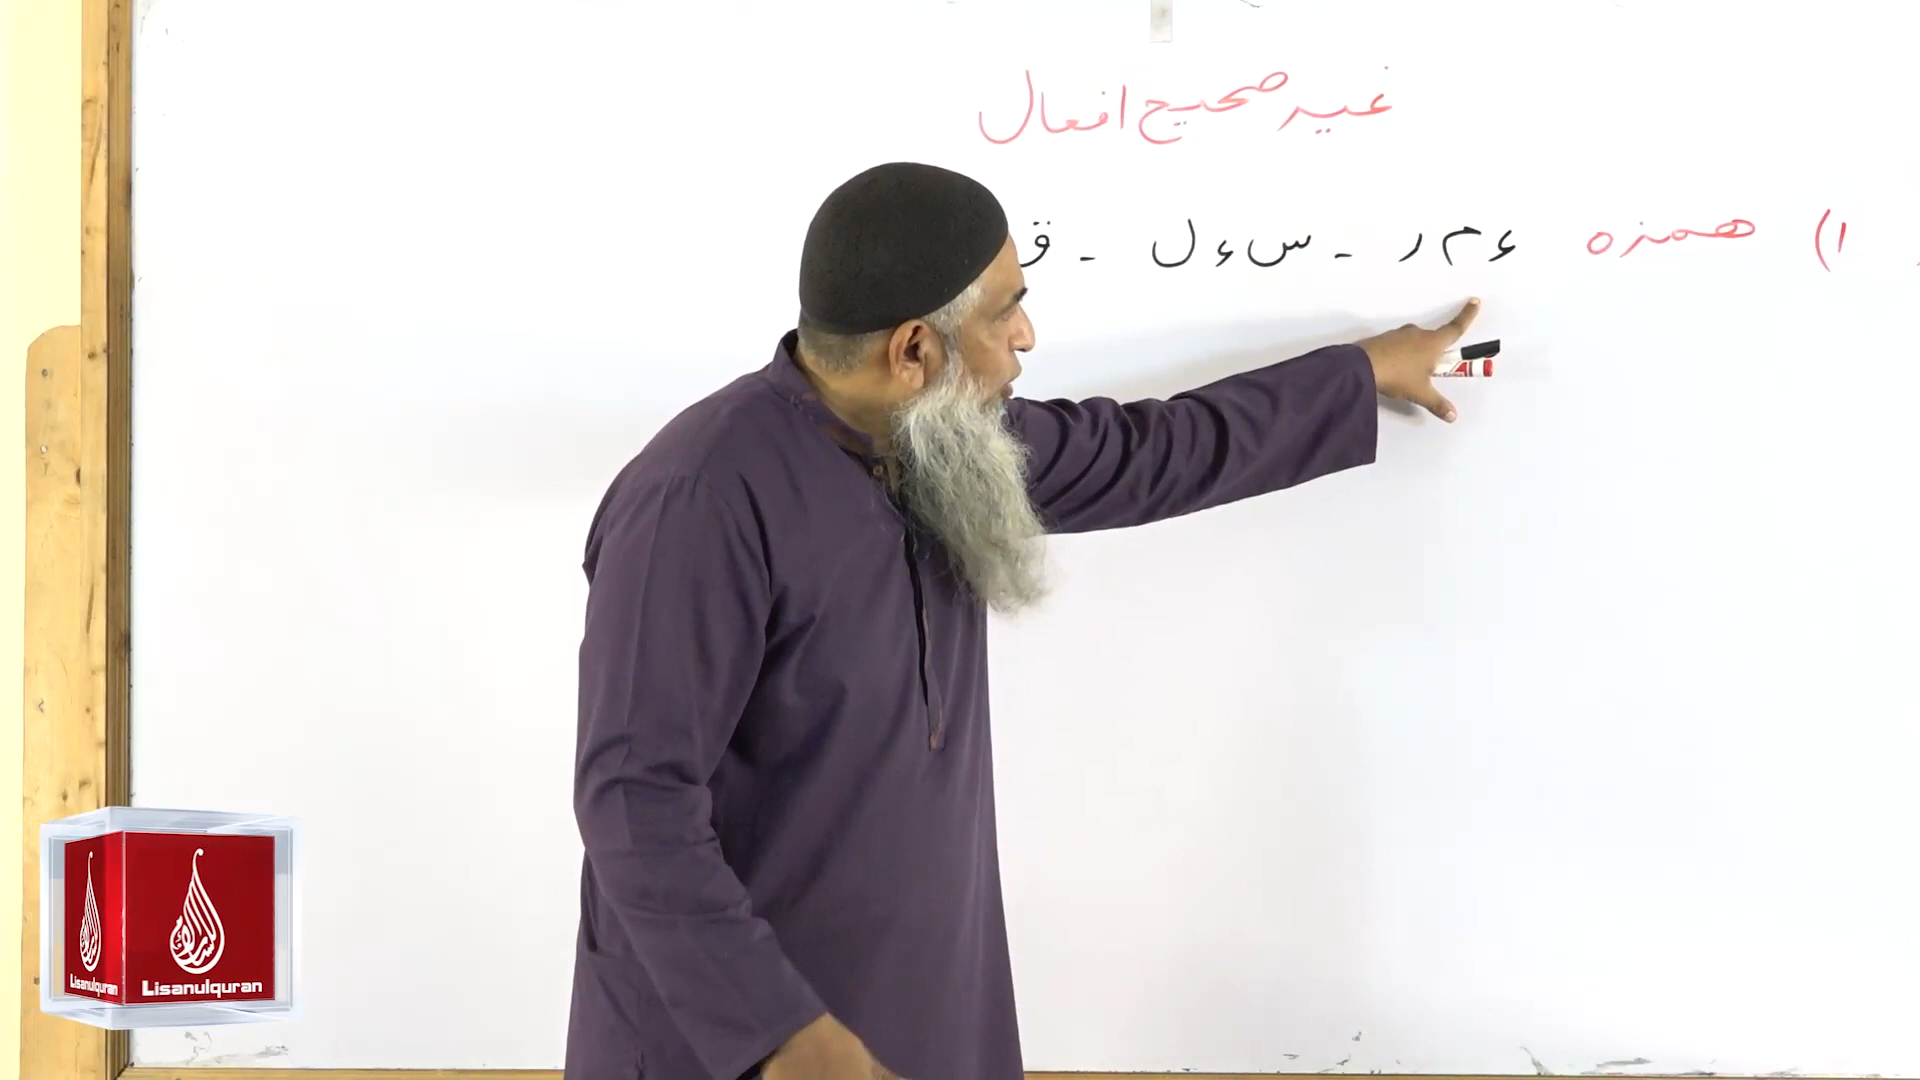 غیر صحیح افعال
۱) همزه ء م ر - س ء ل - ق
Lisanulquran
Lisanulquran